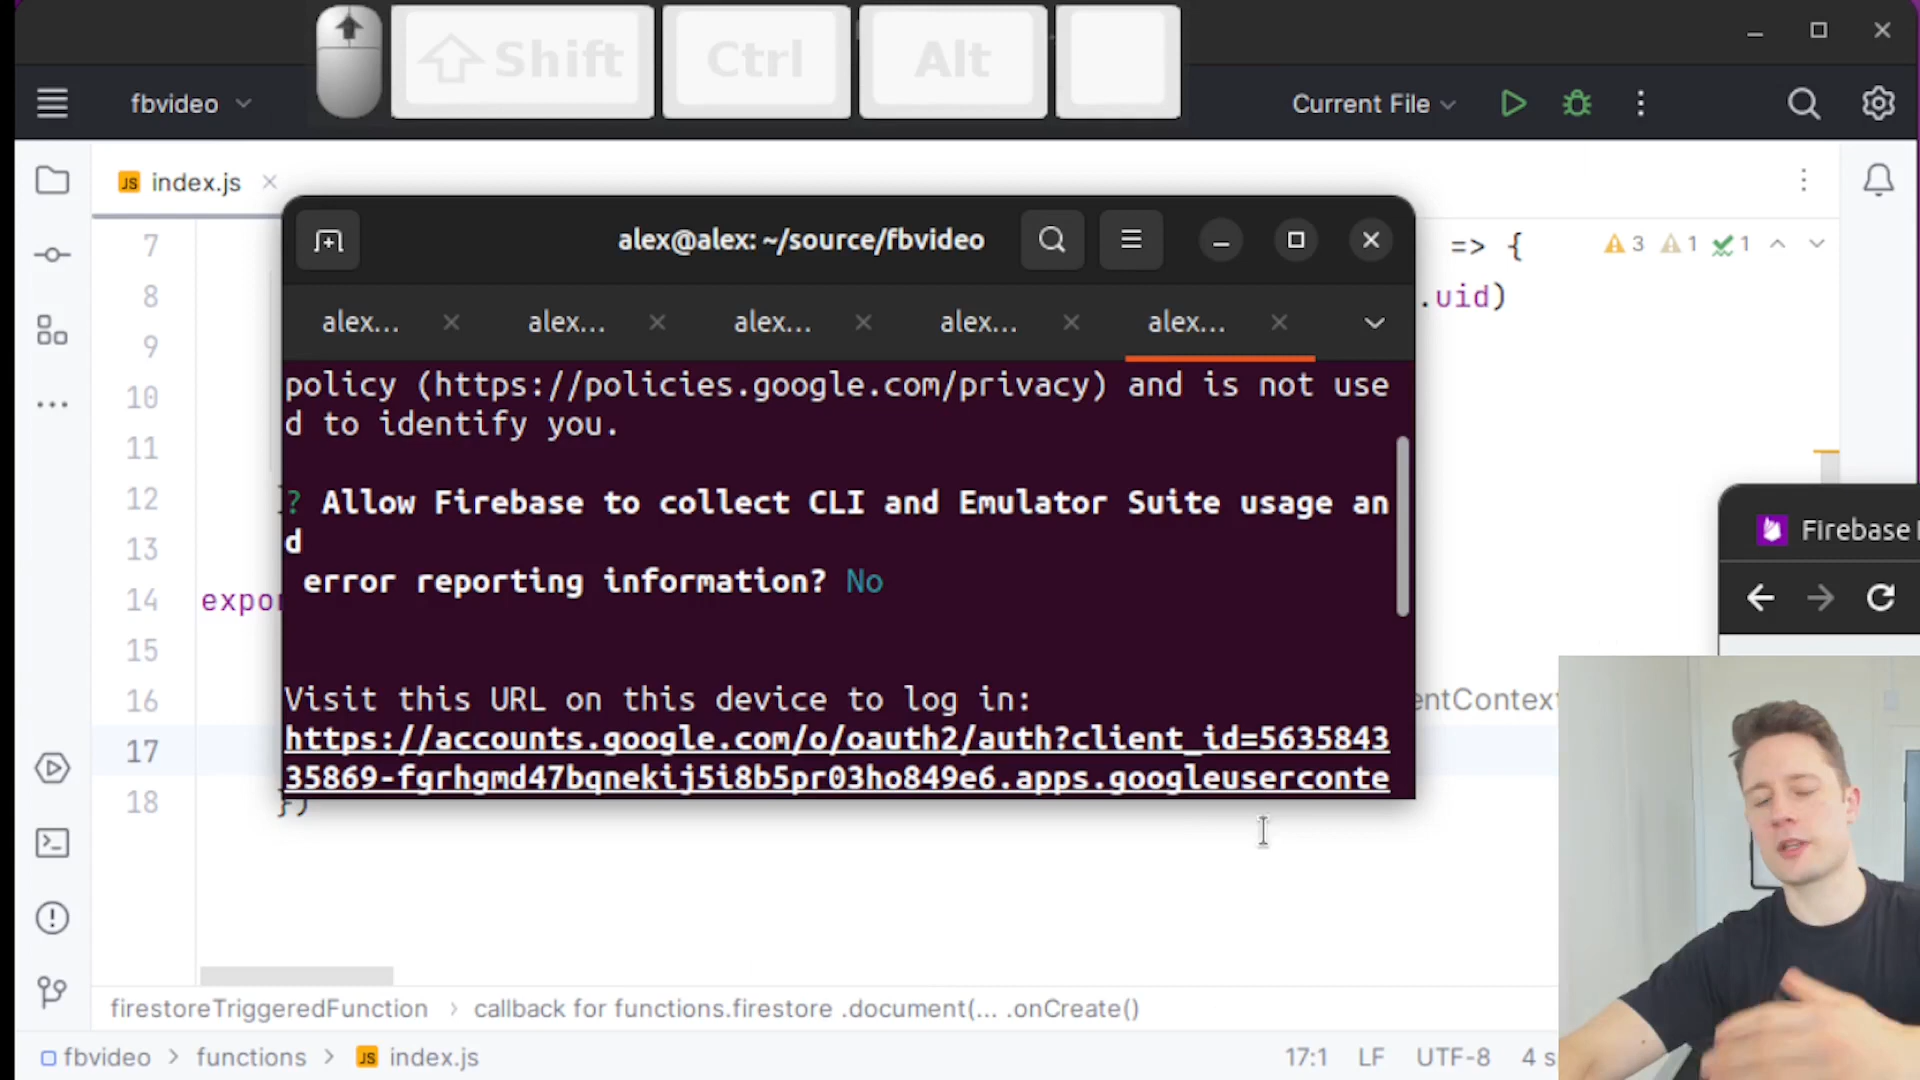 Shift Ctrl Alt
fbvideo Current File
JS index.js
alex@alex: ~/source/fbvideo
alex... alex... alex... alex... alex...
7 => { 3 1 1
8 .uid)
9
10
11
12
13
14 expor
15
16 entContext
17
18 })
policy (https://policies.google.com/privacy) and is not use
d to identify you.
? Allow Firebase to collect CLI and Emulator Suite usage an
d
error reporting information? No
Visit this URL on this device to log in:
https://accounts.google.com/o/oauth2/auth?client_id=5635843
35869-fgrhgmd47bqnekij5i8b5pr03ho849e6.apps.googleuserconte
Firebase
firestoreTriggeredFunction > callback for functions.firestore .document(... .onCreate()
fbvideo > functions > JS index.js 17:1 LF UTF-8 4 s